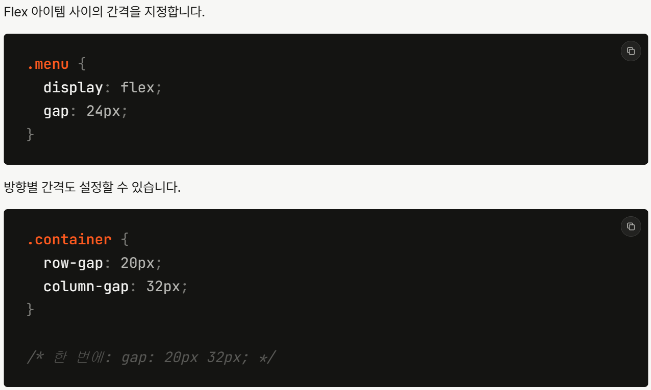 Flex 아이템 사이의 간격을 지정합니다.
.menu {
  display: flex;
  gap: 24px;
}
방향별 간격도 설정할 수 있습니다.
.container {
  row-gap: 20px;
  column-gap: 32px;
}
/* 한 번에: gap: 20px 32px; */